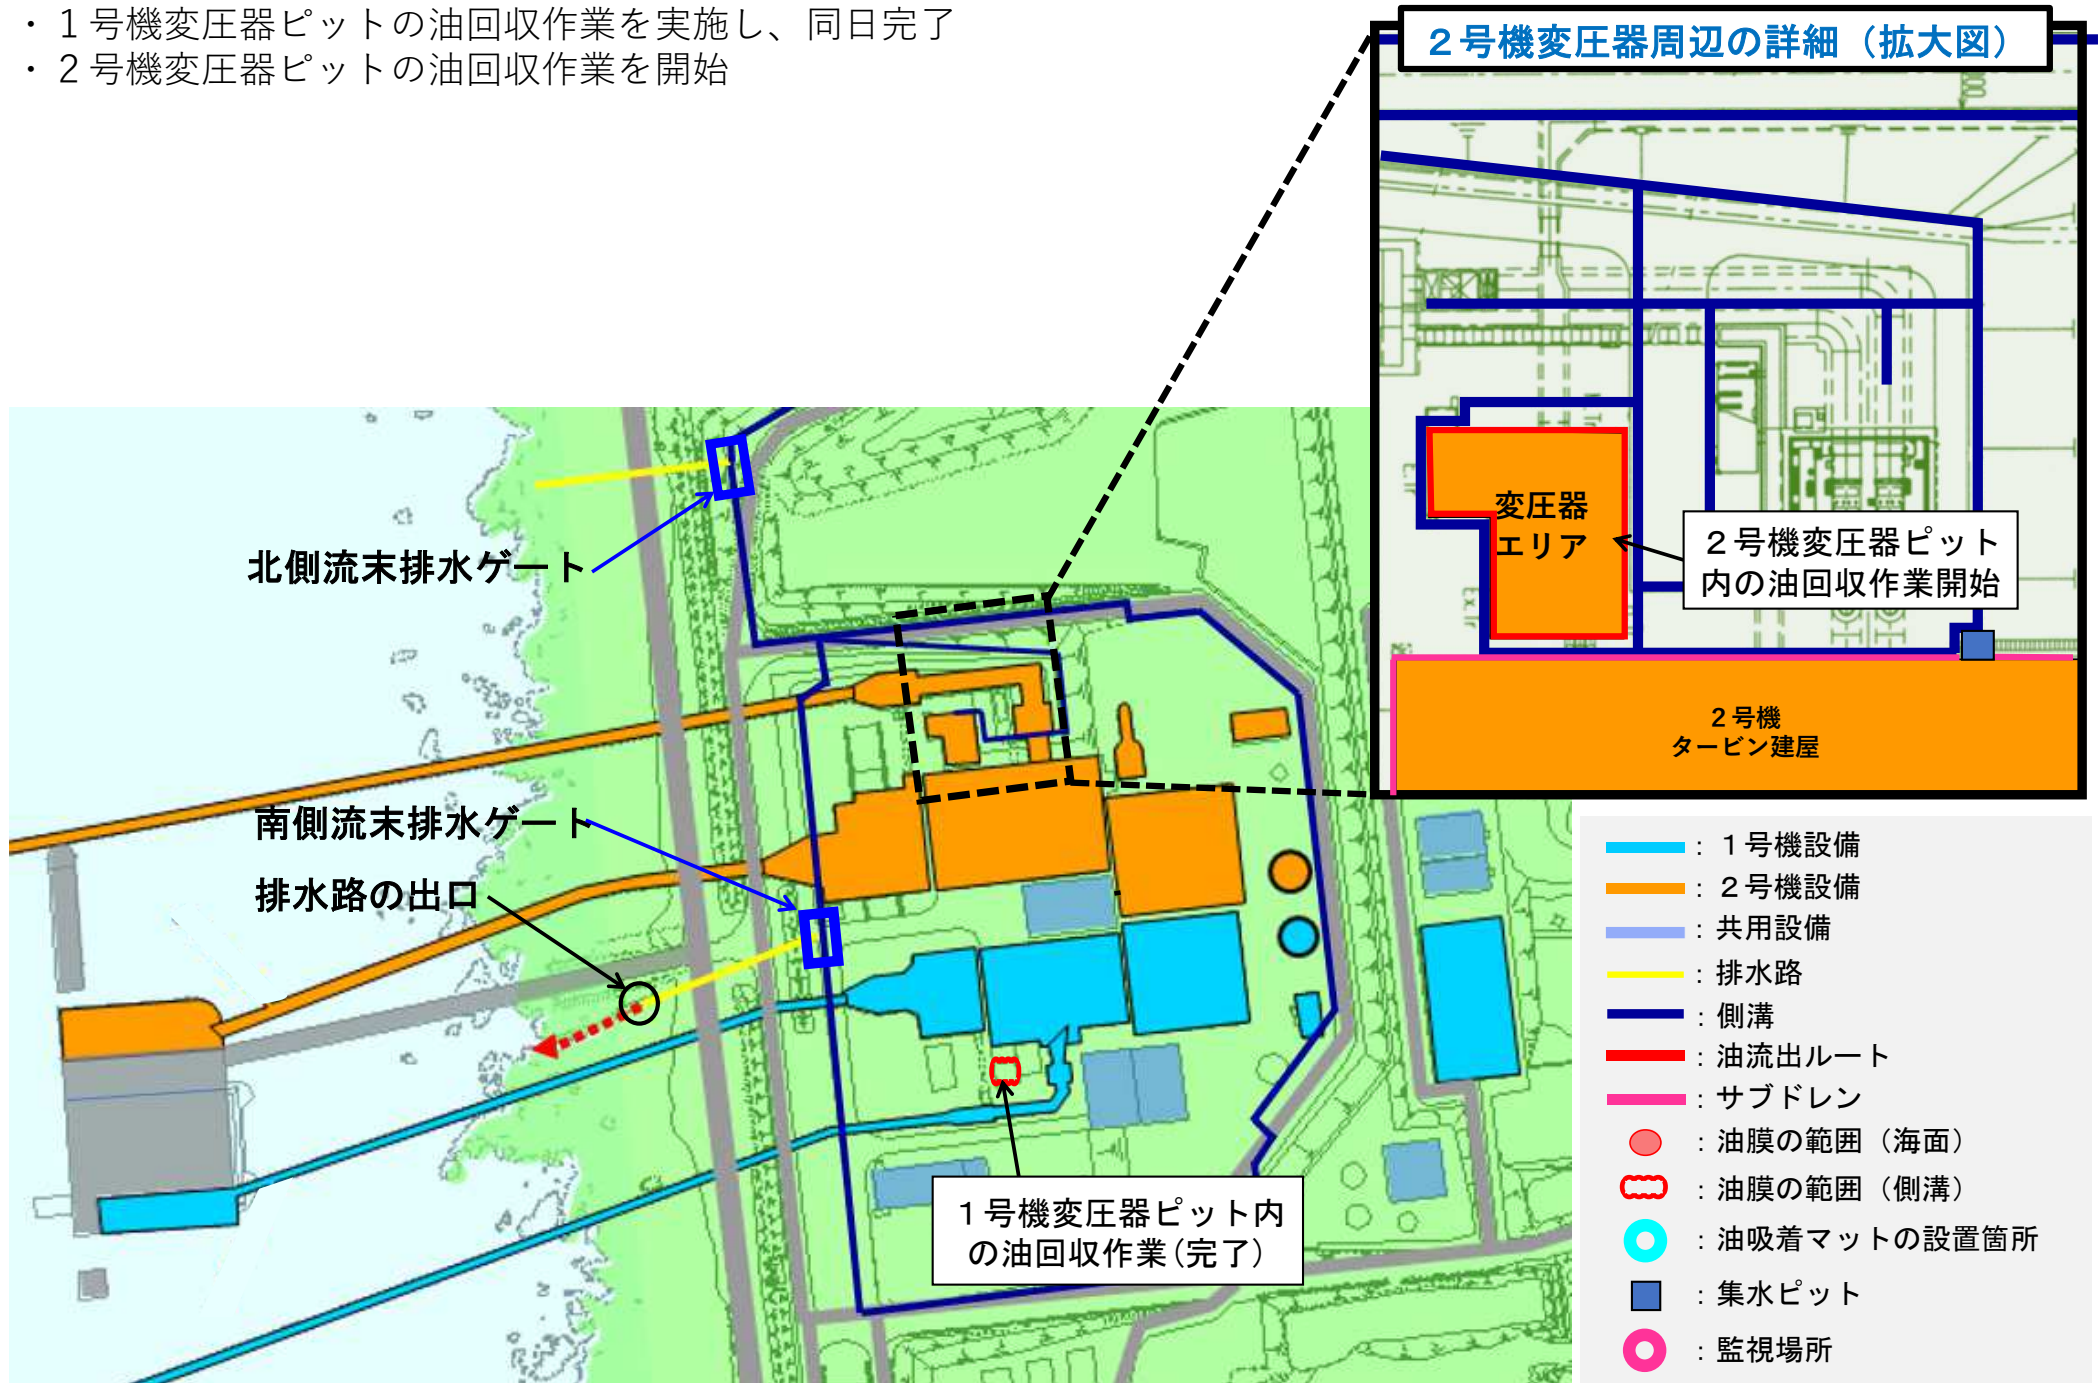 ・１号機変圧器ピットの油回収作業を実施し、同日完了
・２号機変圧器ピットの油回収作業を開始
２号機変圧器周辺の詳細（拡大図）
変圧器
エリア
２号機変圧器ピット
内の油回収作業開始
２号機
タービン建屋
北側流末排水ゲート
南側流末排水ゲート
排水路の出口
１号機変圧器ピット内
の油回収作業(完了)
：１号機設備
：２号機設備
：共用設備
：排水路
：側溝
：油流出ルート
：サブドレン
：油膜の範囲（海面）
：油膜の範囲（側溝）
：油吸着マットの設置箇所
：集水ピット
：監視場所